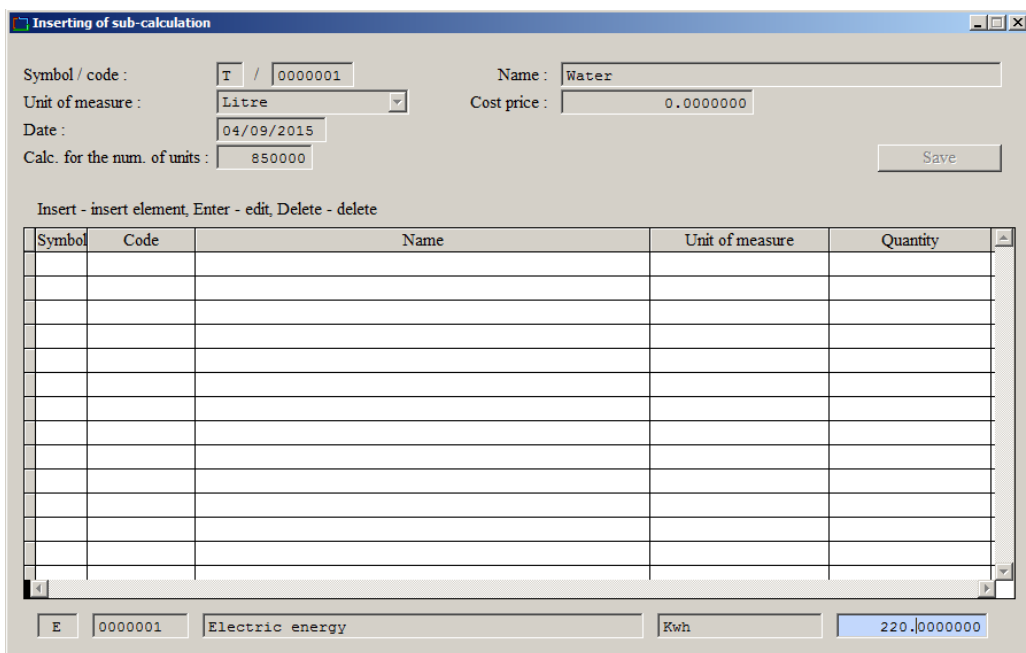 Inserting of sub-calculation
Symbol / code : T / 0000001 Name : Water
Unit of measure : Litre Cost price : 0.0000000
Date : 04/09/2015
Calc. for the num. of units : 850000 Save
Insert - insert element, Enter - edit, Delete - delete
Symbol Code Name Unit of measure Quantity
E 0000001 Electric energy Kwh 220.0000000